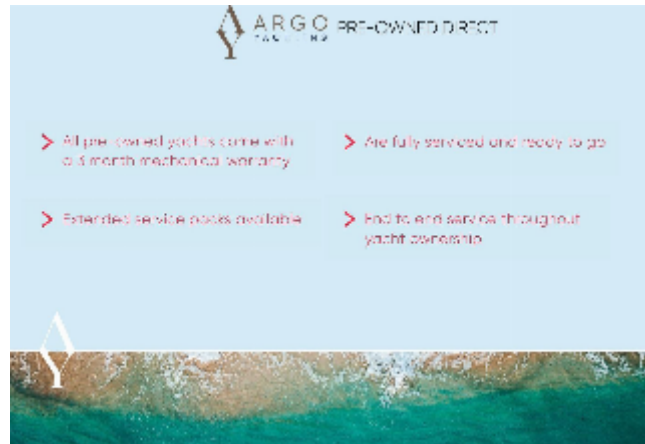 ARGO
YACHTING
PRE-OWNED DIRECT
All pre-owned yachts come with
a 3 month mechanical warranty
Are fully serviced and ready to go
Extended service packs available
End to end service throughout
yacht ownership